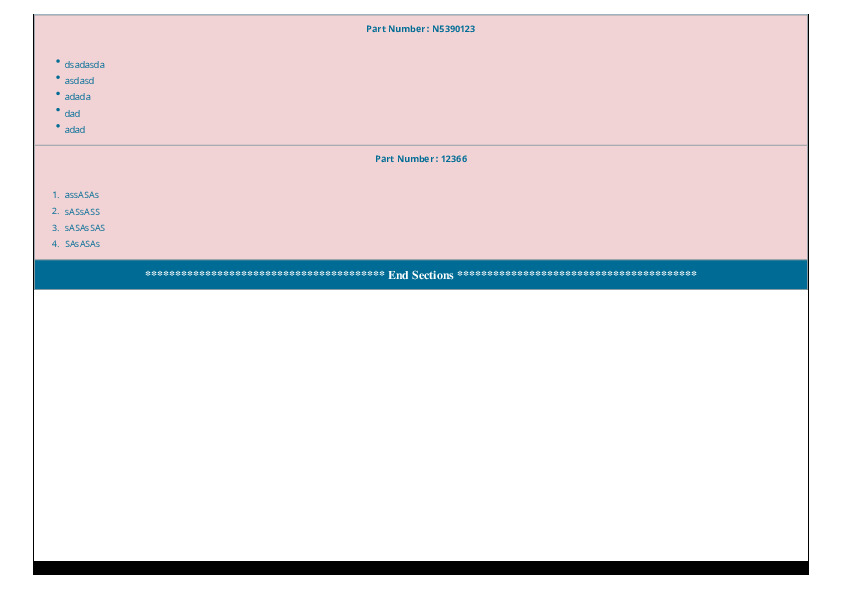 Part Number: N5390123
• dsadasda
• asdasd
• adada
• dad
• adad
Part Number: 12366
1. assASAs
2. sASsASS
3. sASAsSAS
4. SAsASAs
**************************************** End Sections ****************************************